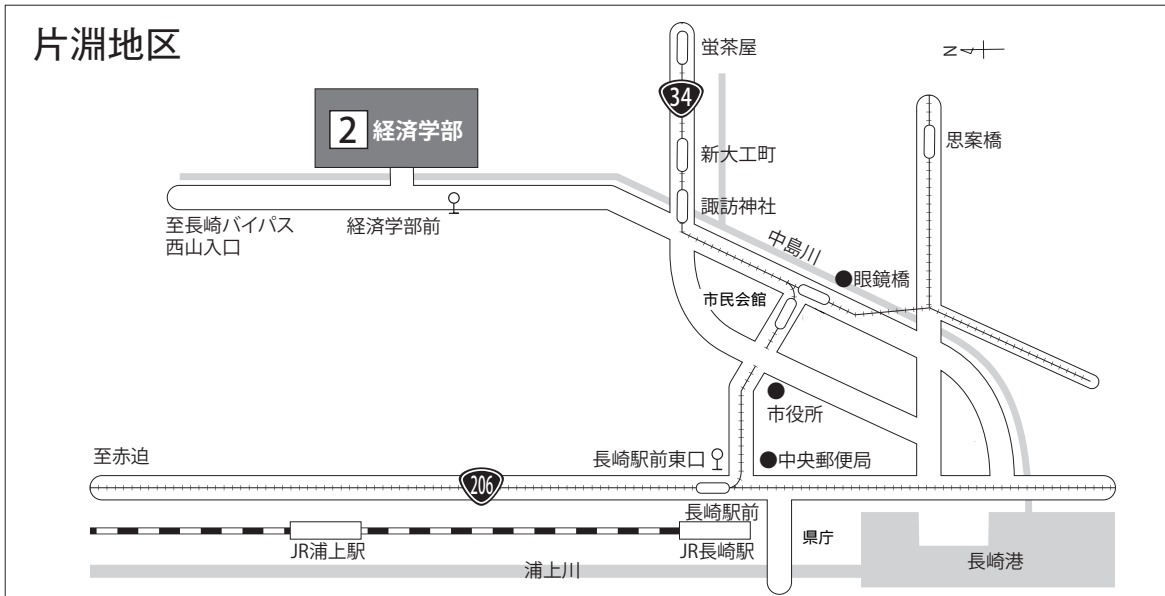 片淵地区
蛍茶屋
N
34
2 経済学部
新大工町
思案橋
諏訪神社
至長崎バイパス
西山入口
経済学部前
中島川
眼鏡橋
市民会館
市役所
至赤迫
長崎駅前東口
中央郵便局
206
長崎駅前
JR浦上駅
JR長崎駅
県庁
長崎港
浦上川